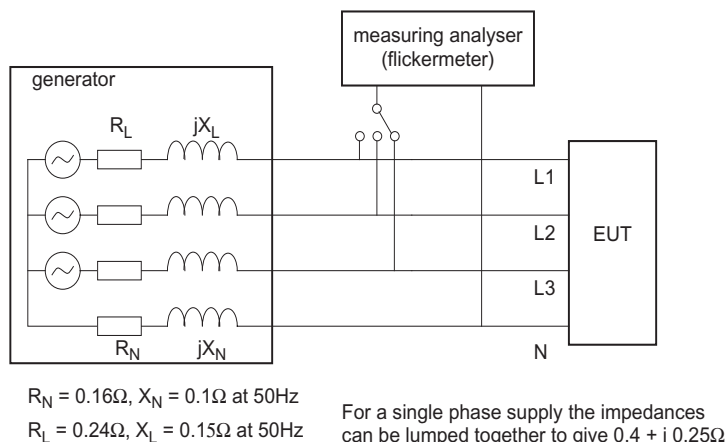 measuring analyser
(flickermeter)
generator
R_L
jX_L
L1
L2
EUT
L3
R_N
jX_N
N
R_N = 0.16Ω, X_N = 0.1Ω at 50Hz
R_L = 0.24Ω, X_L = 0.15Ω at 50Hz
For a single phase supply the impedances
can be lumped together to give 0.4 + j 0.25Ω